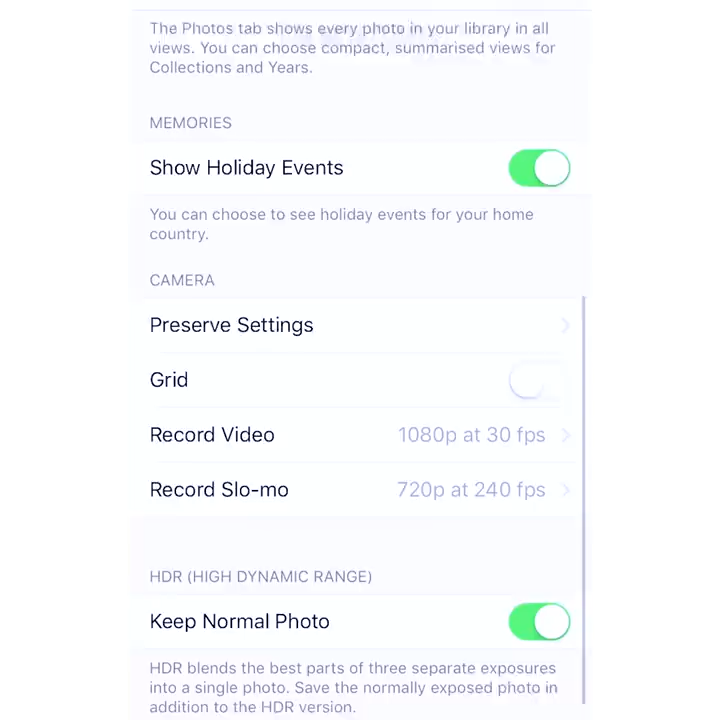 The Photos tab shows every photo in your library in all
views. You can choose compact, summarised views for
Collections and Years.
MEMORIES
Show Holiday Events
You can choose to see holiday events for your home
country.
CAMERA
Preserve Settings
Grid
Record Video 1080p at 30 fps
Record Slo-mo 720p at 240 fps
HDR (HIGH DYNAMIC RANGE)
Keep Normal Photo
HDR blends the best parts of three separate exposures
into a single photo. Save the normally exposed photo in
addition to the HDR version.